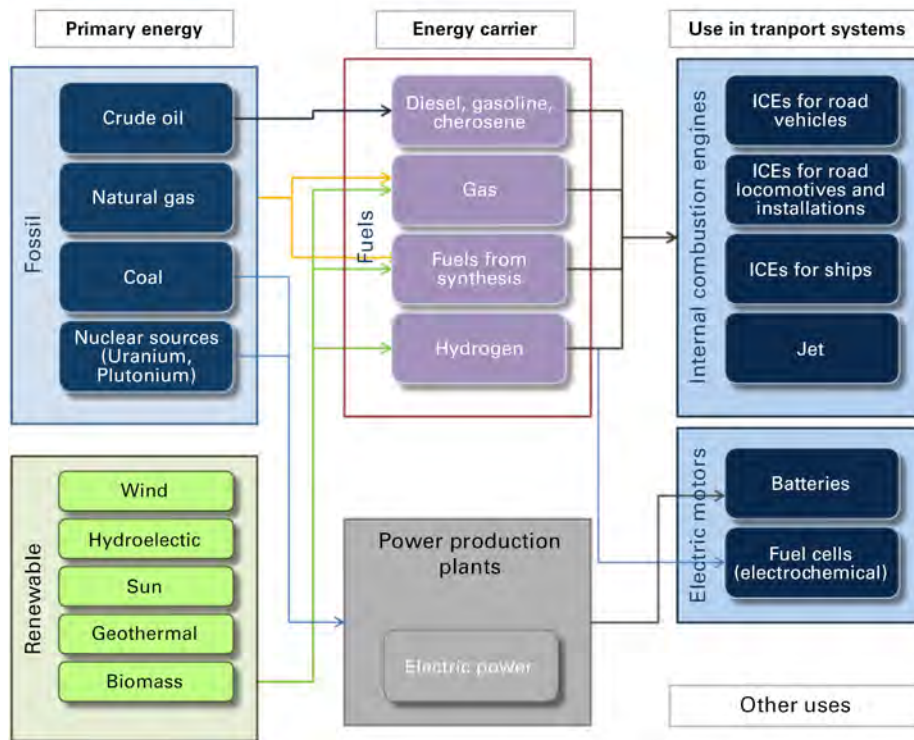 Primary energy
Energy carrier
Use in tranport systems
Fossil
Crude oil
Natural gas
Coal
Nuclear sources
(Uranium,
Plutonium)
Fuels
Diesel, gasoline,
cherosene
Gas
Fuels from
synthesis
Hydrogen
Internal combustion engines
ICEs for road
vehicles
ICEs for road
locomotives and
installations
ICEs for ships
Jet
Renewable
Wind
Hydroelectic
Sun
Geothermal
Biomass
Power production
plants
Electric power
Electric motors
Batteries
Fuel cells
(electrochemical)
Other uses